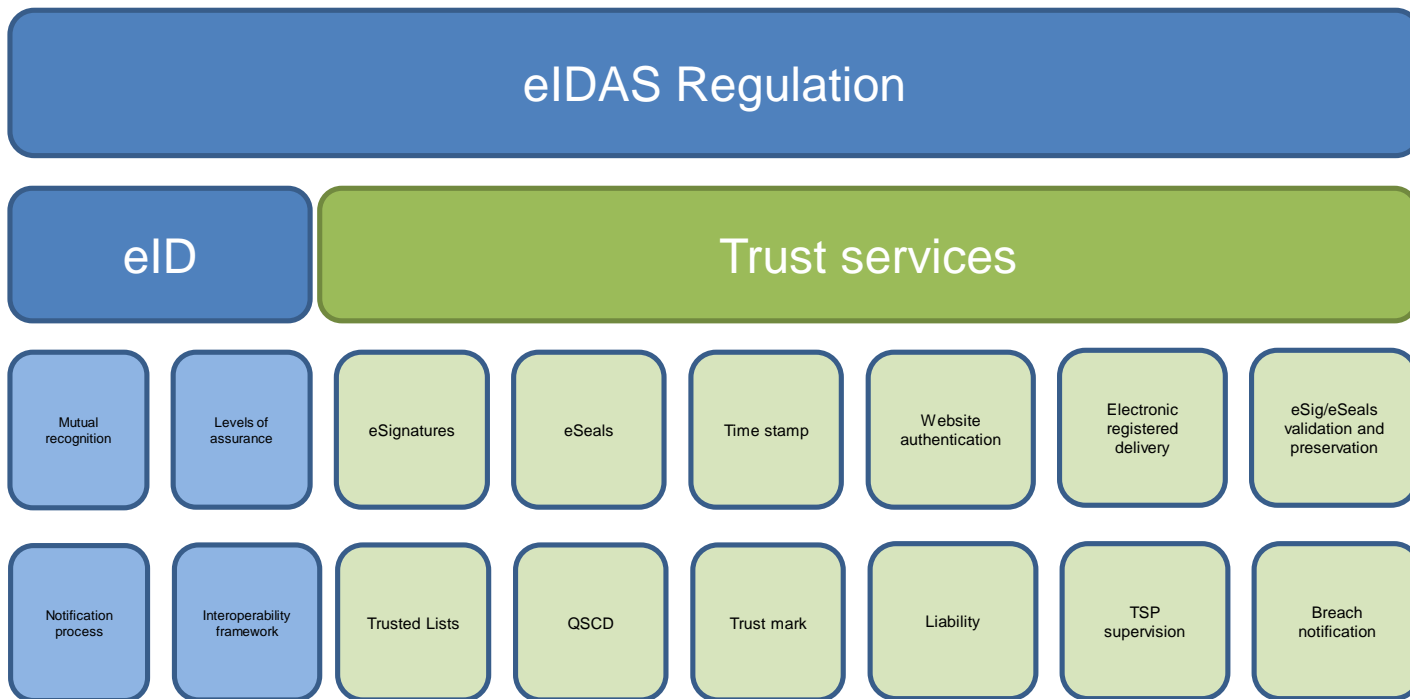 eIDAS Regulation
eID
Trust services
Mutual
recognition
Levels of
assurance
eSignatures
eSeals
Time stamp
Website
authentication
Electronic
registered
delivery
eSig/eSeals
validation and
preservation
Notification
process
Interoperability
framework
Trusted Lists
QSCD
Trust mark
Liability
TSP
supervision
Breach
notification